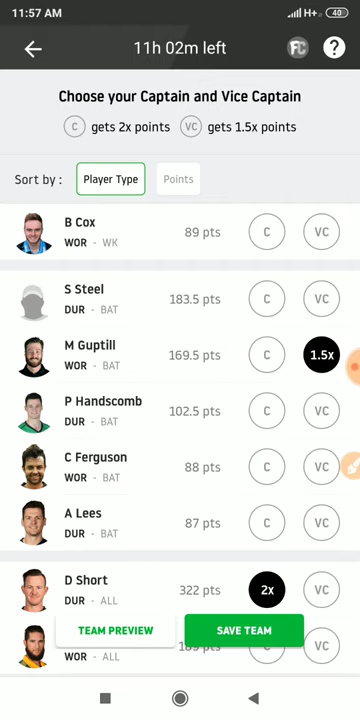 11:57 AM H+ 40
11h 02m left FC ?
Choose your Captain and Vice Captain
C gets 2x points VC gets 1.5x points
Sort by : Player Type Points
B Cox
WOR - WK 89 pts C VC
S Steel
DUR - BAT 183.5 pts C VC
M Guptill
WOR - BAT 169.5 pts C 1.5x
P Handscomb
DUR - BAT 102.5 pts C VC
C Ferguson
WOR - BAT 88 pts C VC
A Lees
DUR - BAT 87 pts C VC
D Short
DUR - ALL 322 pts 2x VC
TEAM PREVIEW SAVE TEAM
WOR - ALL pts C VC